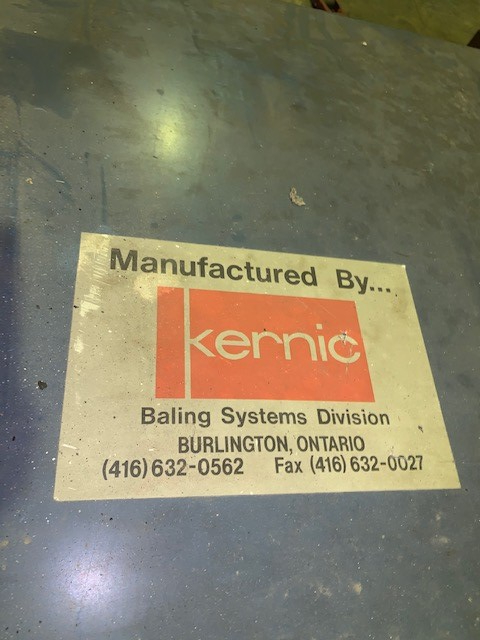 Manufactured By...
kernic
Baling Systems Division
BURLINGTON, ONTARIO
(416) 632-0562 Fax (416) 632-0027